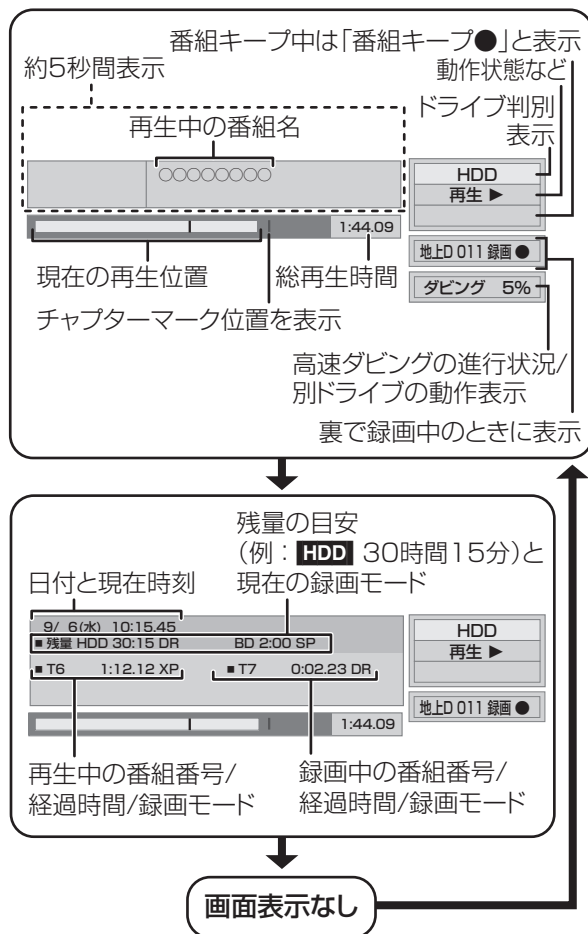 番組キープ中は「番組キープ●」と表示
約5秒間表示
動作状態など
ドライブ判別
表示
再生中の番組名
○○○○○○○○
HDD
再生 ▶
1:44.09
地上D 011 録画 ●
現在の再生位置
総再生時間
ダビング 5%
チャプターマーク位置を表示
高速ダビングの進行状況/
別ドライブの動作表示
裏で録画中のときに表示
残量の目安
(例：HDD 30時間15分)と
現在の録画モード
日付と現在時刻
9/ 6(水) 10:15.45
■残量 HDD 30:15 DR BD 2:00 SP
■T6 1:12.12 XP ■T7 0:02.23 DR
HDD
再生 ▶
地上D 011 録画 ●
1:44.09
再生中の番組番号/
経過時間/録画モード
録画中の番組番号/
経過時間/録画モード
画面表示なし